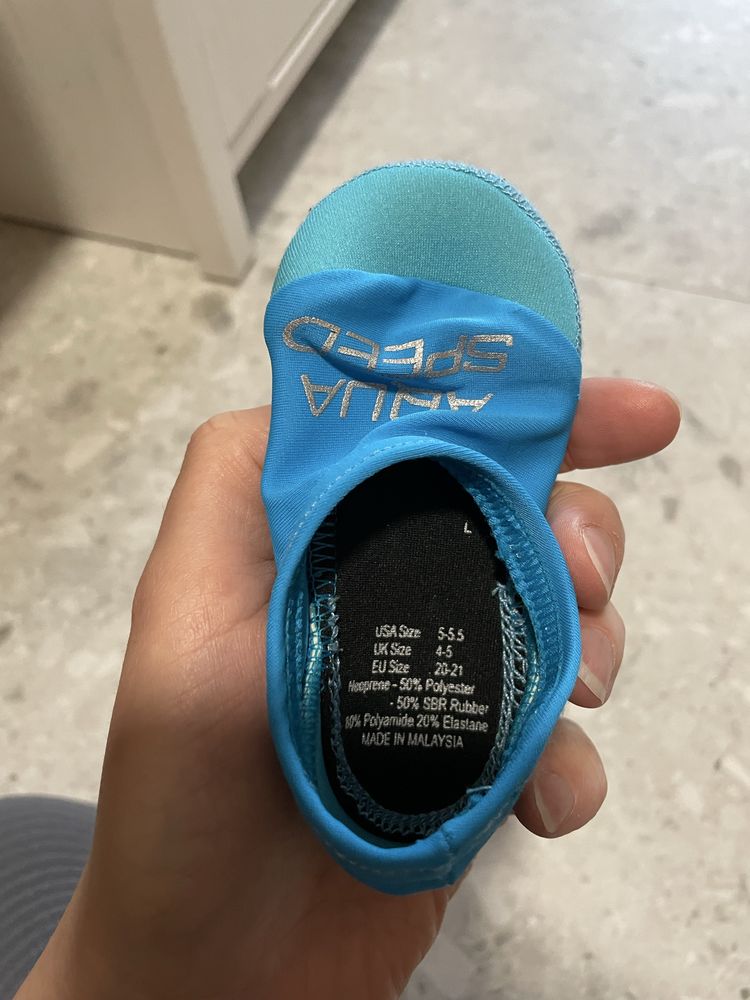 AQUA
SPEED
L
USA Size 5-5.5
UK Size 4-5
EU Size 20-21
Neoprene - 50% Polyester
- 50% SBR Rubber
80% Polyamide 20% Elastane
MADE IN MALAYSIA